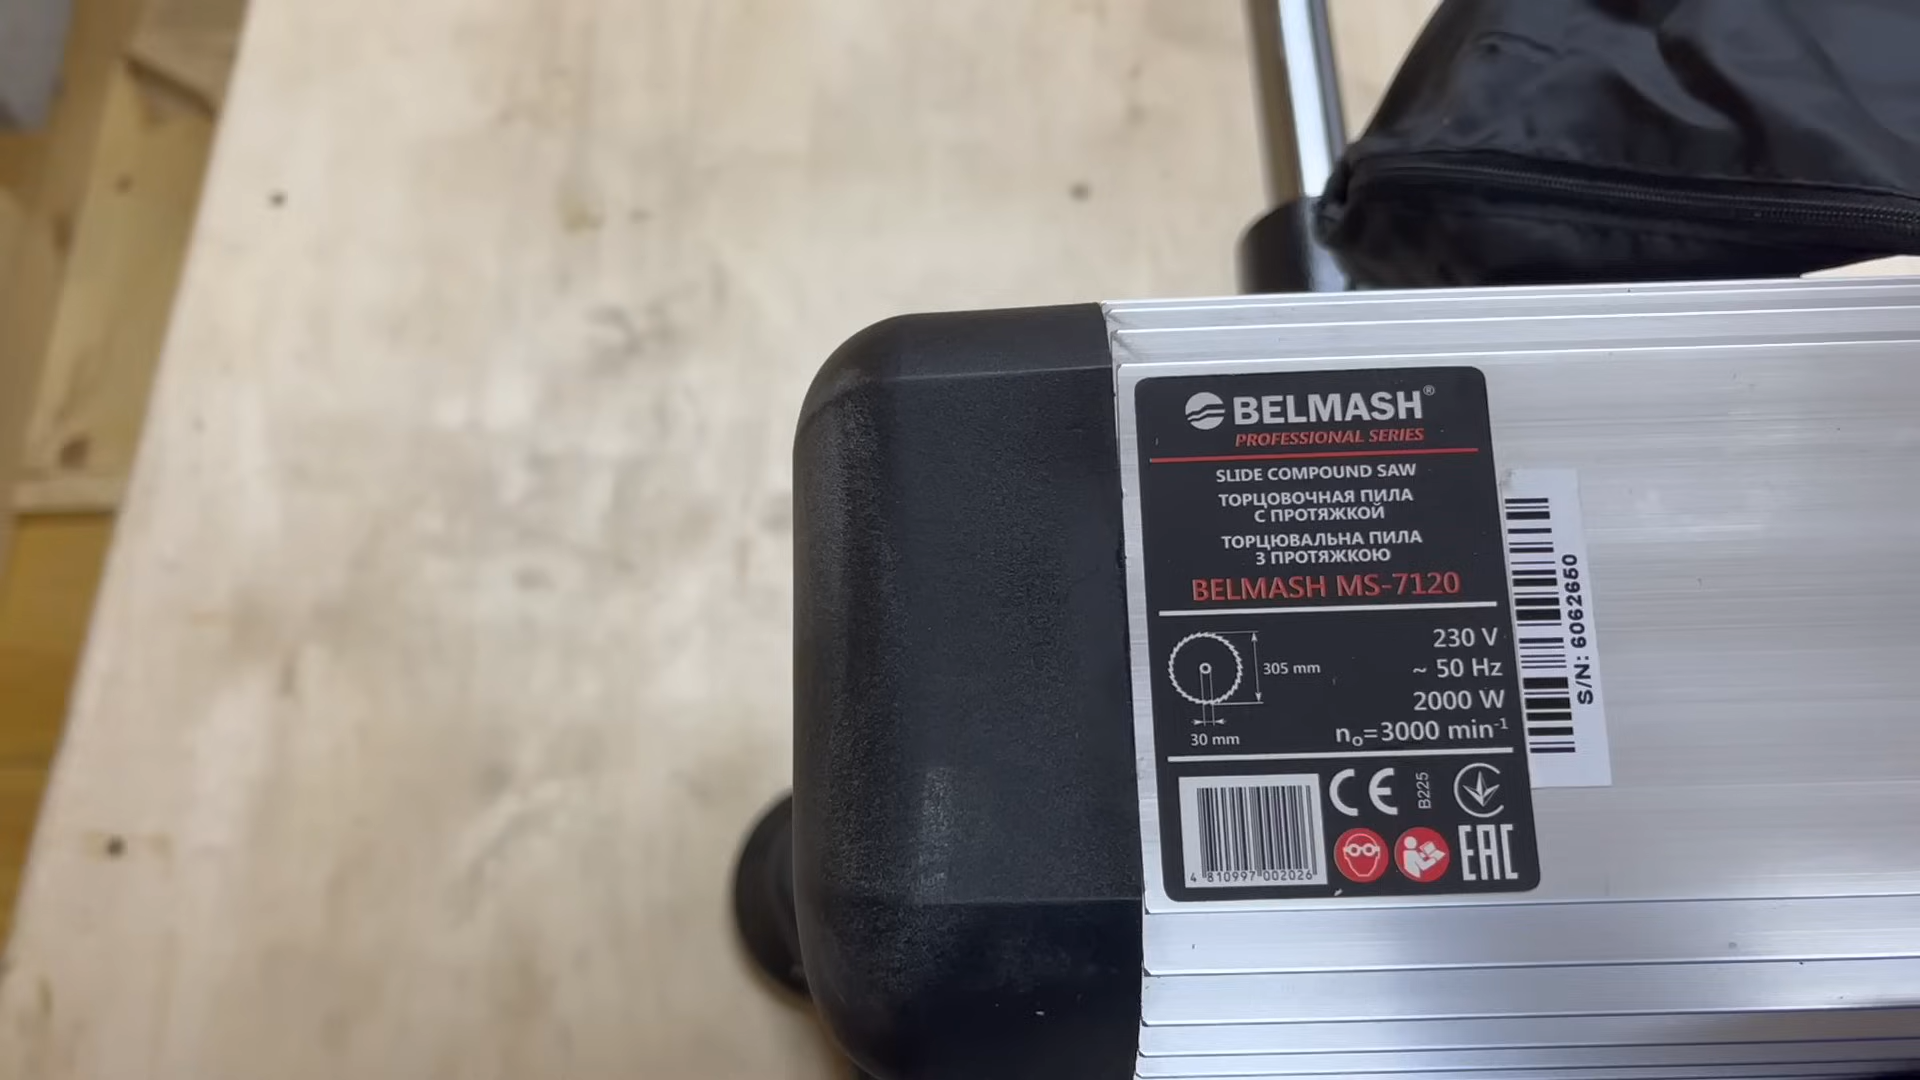 BELMASH®
PROFESSIONAL SERIES
SLIDE COMPOUND SAW
ТОРЦОВОЧНАЯ ПИЛА
С ПРОТЯЖКОЙ
ТОРЦЮВАЛЬНА ПИЛА
З ПРОТЯЖКОЮ
BELMASH MS-7120
230 V
~ 50 Hz
305 mm
2000 W
30 mm
n₀=3000 min⁻¹
CE
B225
EAC
4 810997 002026
S/N: 6062650